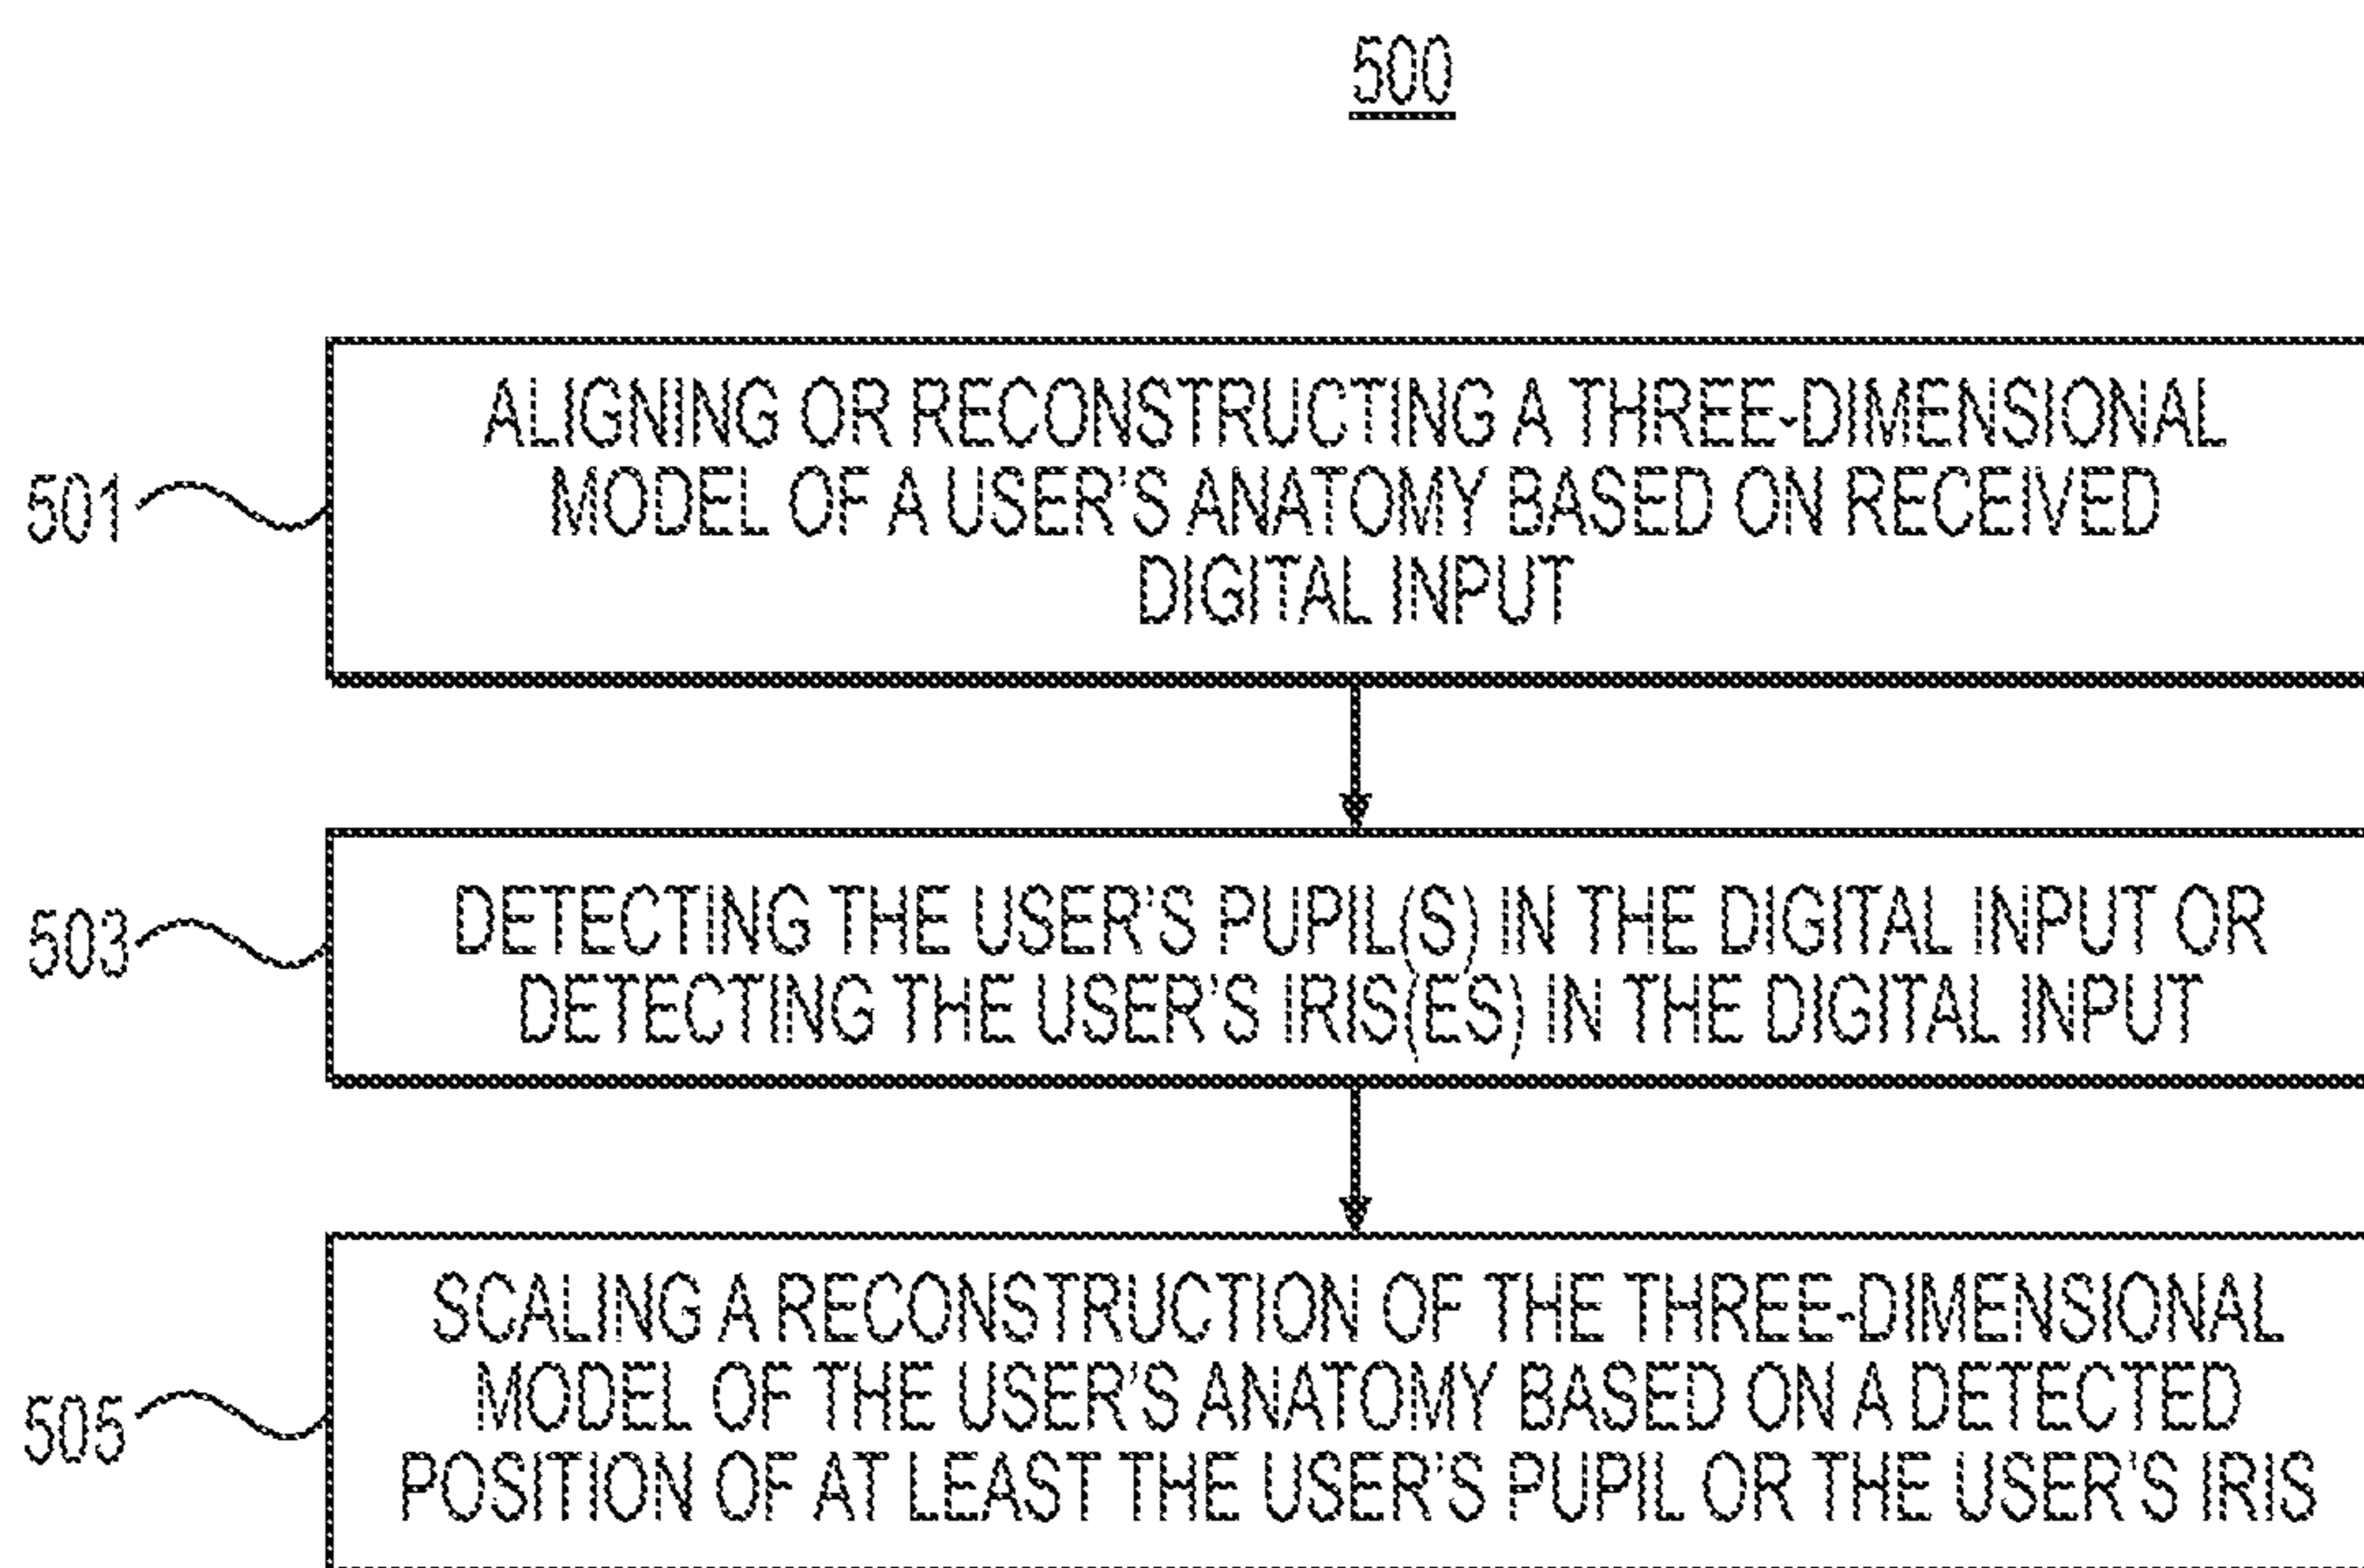 500
501
ALIGNING OR RECONSTRUCTING A THREE-DIMENSIONAL
MODEL OF A USER'S ANATOMY BASED ON RECEIVED
DIGITAL INPUT
503
DETECTING THE USER'S PUPIL(S) IN THE DIGITAL INPUT OR
DETECTING THE USER'S IRIS(ES) IN THE DIGITAL INPUT
505
SCALING A RECONSTRUCTION OF THE THREE-DIMENSIONAL
MODEL OF THE USER'S ANATOMY BASED ON A DETECTED
POSITION OF AT LEAST THE USER'S PUPIL OR THE USER'S IRIS